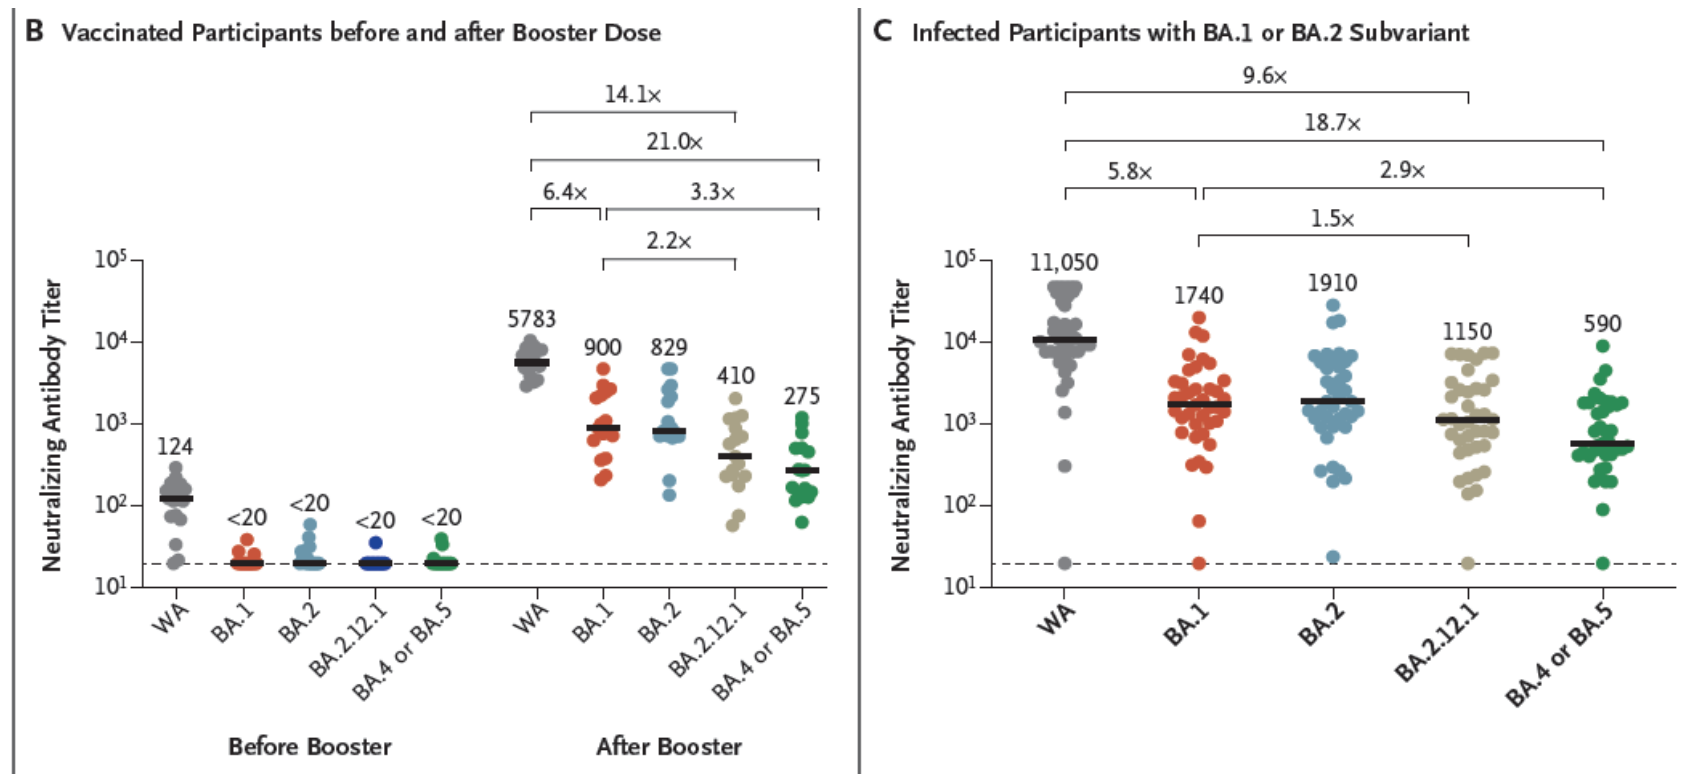 B Vaccinated Participants before and after Booster Dose
14.1×
21.0×
6.4× 3.3×
2.2×
Neutralizing Antibody Titer
10⁵
10⁴
10³
10²
10¹
124
<20
<20
<20
<20
5783
900
829
410
275
WA
BA.1
BA.2
BA.2.12.1
BA.4 or BA.5
WA
BA.1
BA.2
BA.2.12.1
BA.4 or BA.5
Before Booster
After Booster
C Infected Participants with BA.1 or BA.2 Subvariant
9.6×
18.7×
5.8× 2.9×
1.5×
Neutralizing Antibody Titer
10⁵
10⁴
10³
10²
10¹
11,050
1740
1910
1150
590
WA
BA.1
BA.2
BA.2.12.1
BA.4 or BA.5